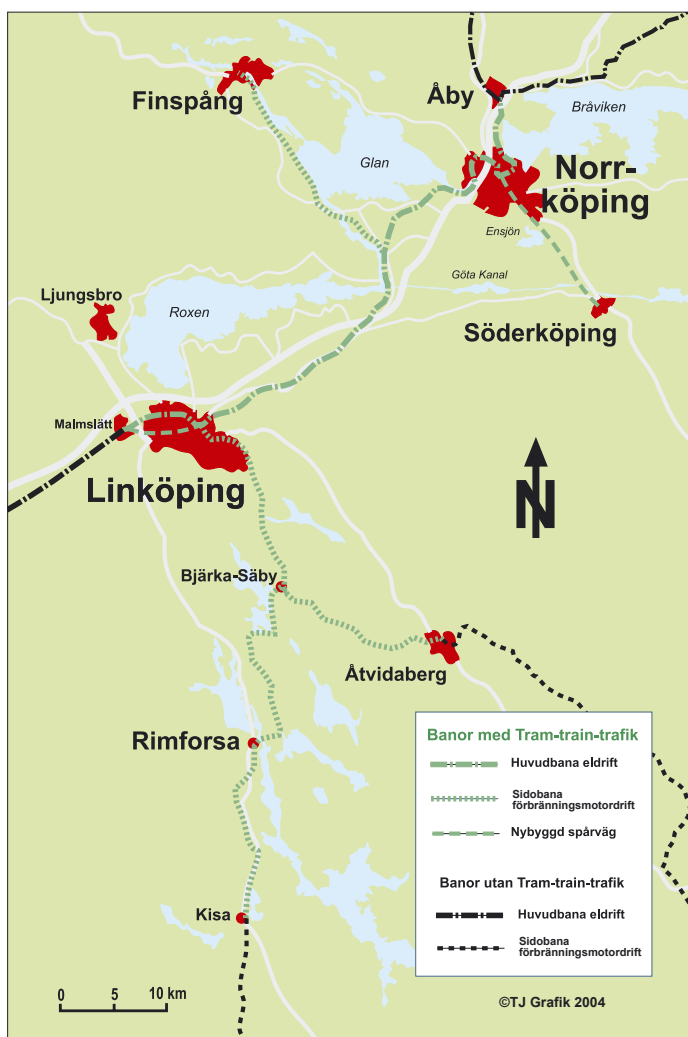 Finspång
Åby
Bråviken
Glan
Norr-
köping
Ensjön
Göta Kanal
Ljungsbro
Roxen
Söderköping
Malmslätt
Linköping
N
Bjärka-Säby
Åtvidaberg
Rimforsa
Kisa
Banor med Tram-train-trafik
Huvudbana eldrift
Sidobana
förbränningsmotordrift
Nybyggd spårväg
Banor utan Tram-train-trafik
Huvudbana eldrift
Sidobana
förbränningsmotordrift
0 5 10 km
©TJ Grafik 2004